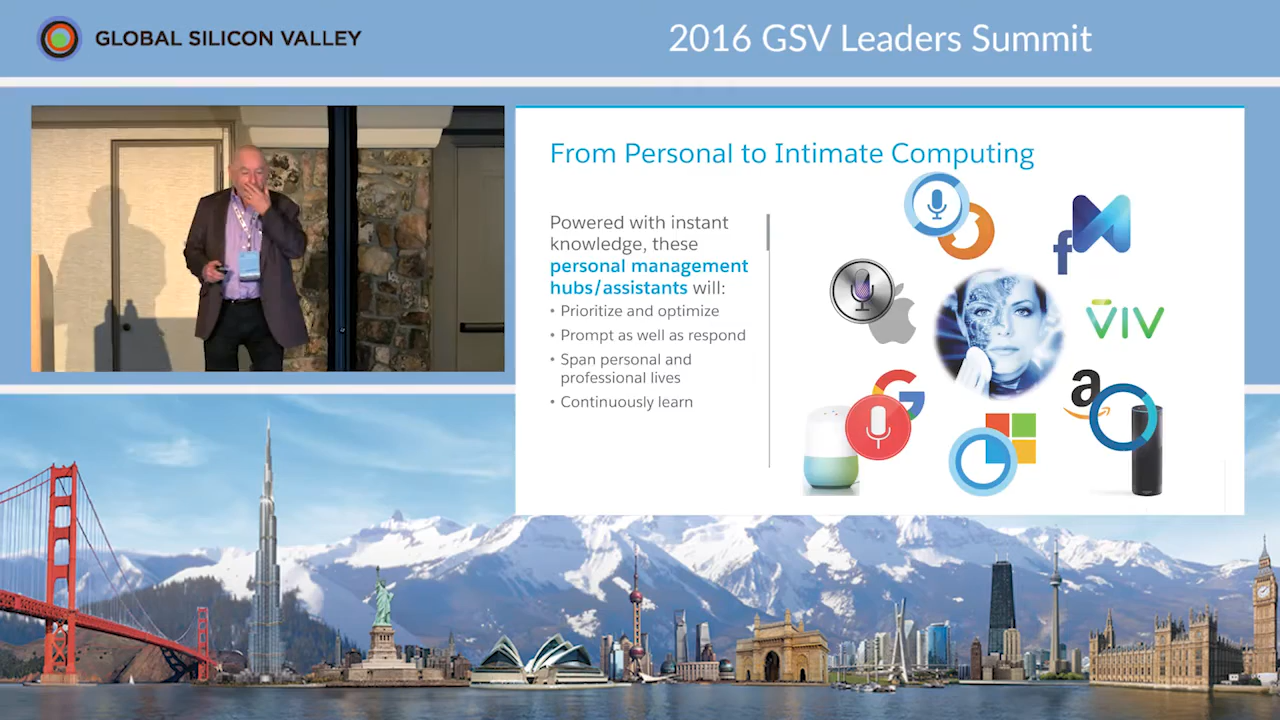 GLOBAL SILICON VALLEY
2016 GSV Leaders Summit
From Personal to Intimate Computing
Powered with instant
knowledge, these
personal management
hubs/assistants will:
• Prioritize and optimize
• Prompt as well as respond
• Span personal and
professional lives
• Continuously learn
f
VIV
G
a